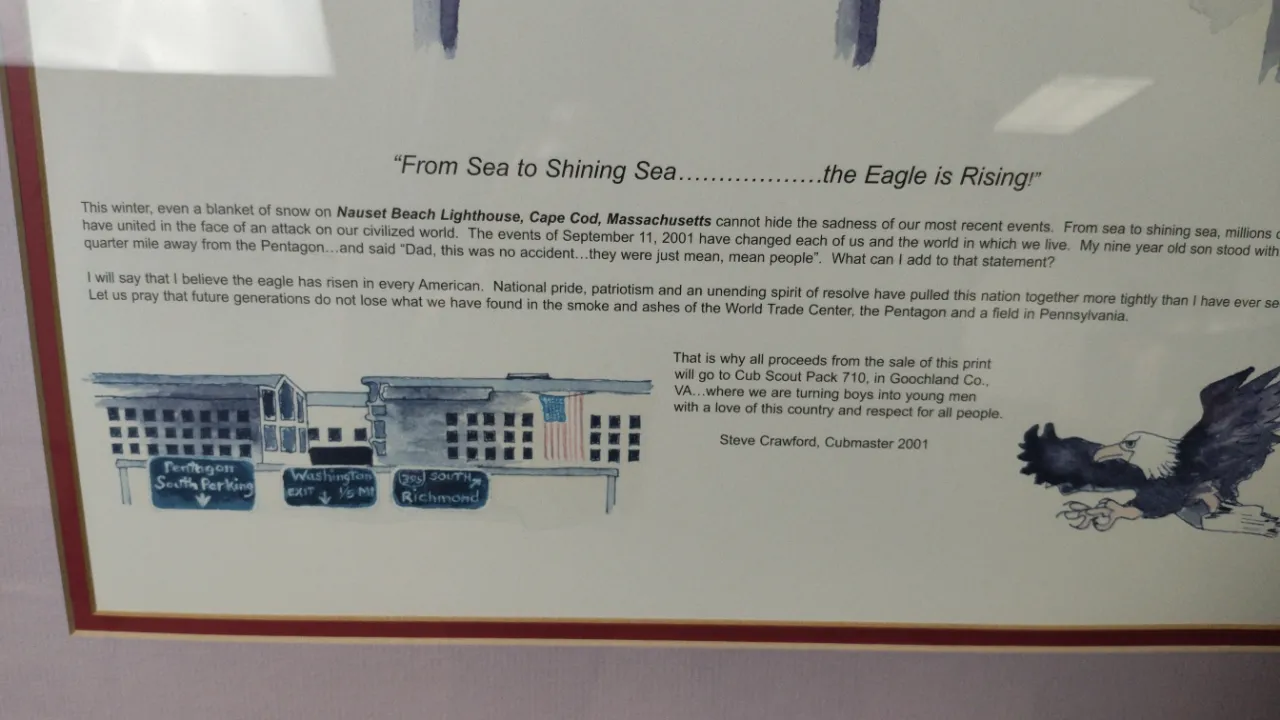 “From Sea to Shining Sea………………the Eagle is Rising!”
This winter, even a blanket of snow on Nauset Beach Lighthouse, Cape Cod, Massachusetts cannot hide the sadness of our most recent events. From sea to shining sea, millions
have united in the face of an attack on our civilized world. The events of September 11, 2001 have changed each of us and the world in which we live. My nine year old son stood with
quarter mile away from the Pentagon…and said “Dad, this was no accident…they were just mean, mean people”. What can I add to that statement?
I will say that I believe the eagle has risen in every American. National pride, patriotism and an unending spirit of resolve have pulled this nation together more tightly than I have ever
Let us pray that future generations do not lose what we have found in the smoke and ashes of the World Trade Center, the Pentagon and a field in Pennsylvania.
That is why all proceeds from the sale of this print
will go to Cub Scout Pack 710, in Goochland Co.,
VA…where we are turning boys into young men
with a love of this country and respect for all people.
Steve Crawford, Cubmaster 2001
Pentagon
South Parking
Washington
EXIT 1/5 MI
395 SOUTH
Richmond